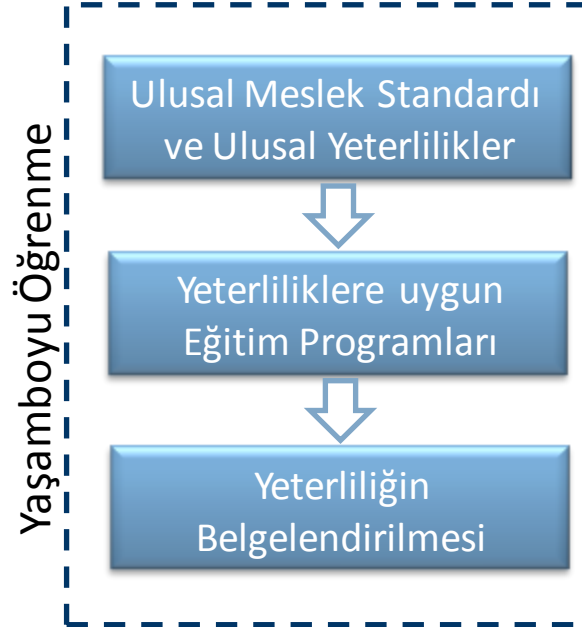 Yaşamboyu Öğrenme
Ulusal Meslek Standardı
ve Ulusal Yeterlilikler
Yeterliliklere uygun
Eğitim Programları
Yeterliliğin
Belgelendirilmesi